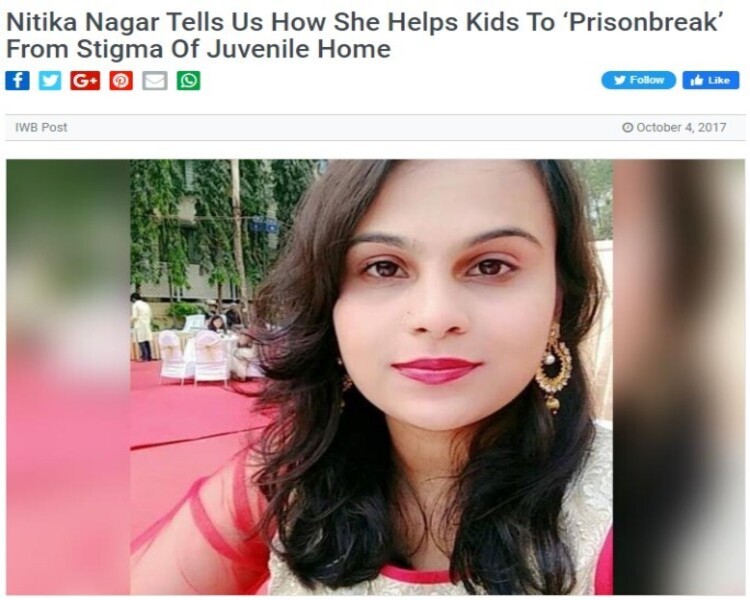 Nitika Nagar Tells Us How She Helps Kids To ‘Prisonbreak’
From Stigma Of Juvenile Home
f G+ Follow Like
IWB Post October 4, 2017